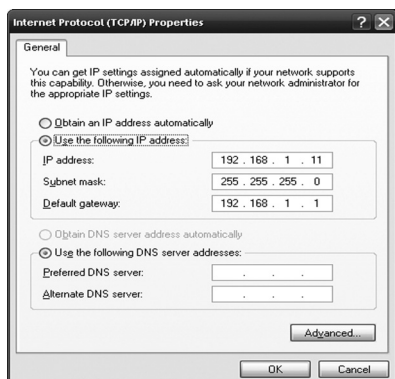 Internet Protocol (TCP/IP) Properties
General
You can get IP settings assigned automatically if your network supports
this capability. Otherwise, you need to ask your network administrator for
the appropriate IP settings.
Obtain an IP address automatically
Use the following IP address:
IP address: 192 . 168 . 1 . 11
Subnet mask: 255 . 255 . 255 . 0
Default gateway: 192 . 168 . 1 . 1
Obtain DNS server address automatically
Use the following DNS server addresses:
Preferred DNS server: . . .
Alternate DNS server: . . .
Advanced...
OK Cancel